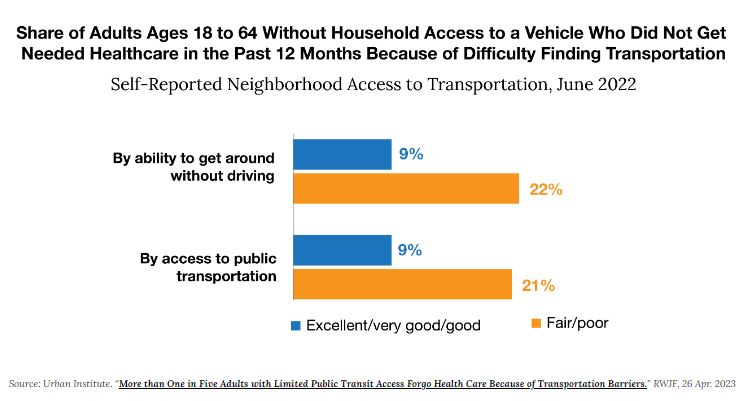 Share of Adults Ages 18 to 64 Without Household Access to a Vehicle Who Did Not Get
Needed Healthcare in the Past 12 Months Because of Difficulty Finding Transportation
Self-Reported Neighborhood Access to Transportation, June 2022
By ability to get around
without driving
9%
22%
By access to public
transportation
9%
21%
Excellent/very good/good
Fair/poor
Source: Urban Institute. “More than One in Five Adults with Limited Public Transit Access Forgo Health Care Because of Transportation Barriers.” RWJF, 26 Apr. 2023